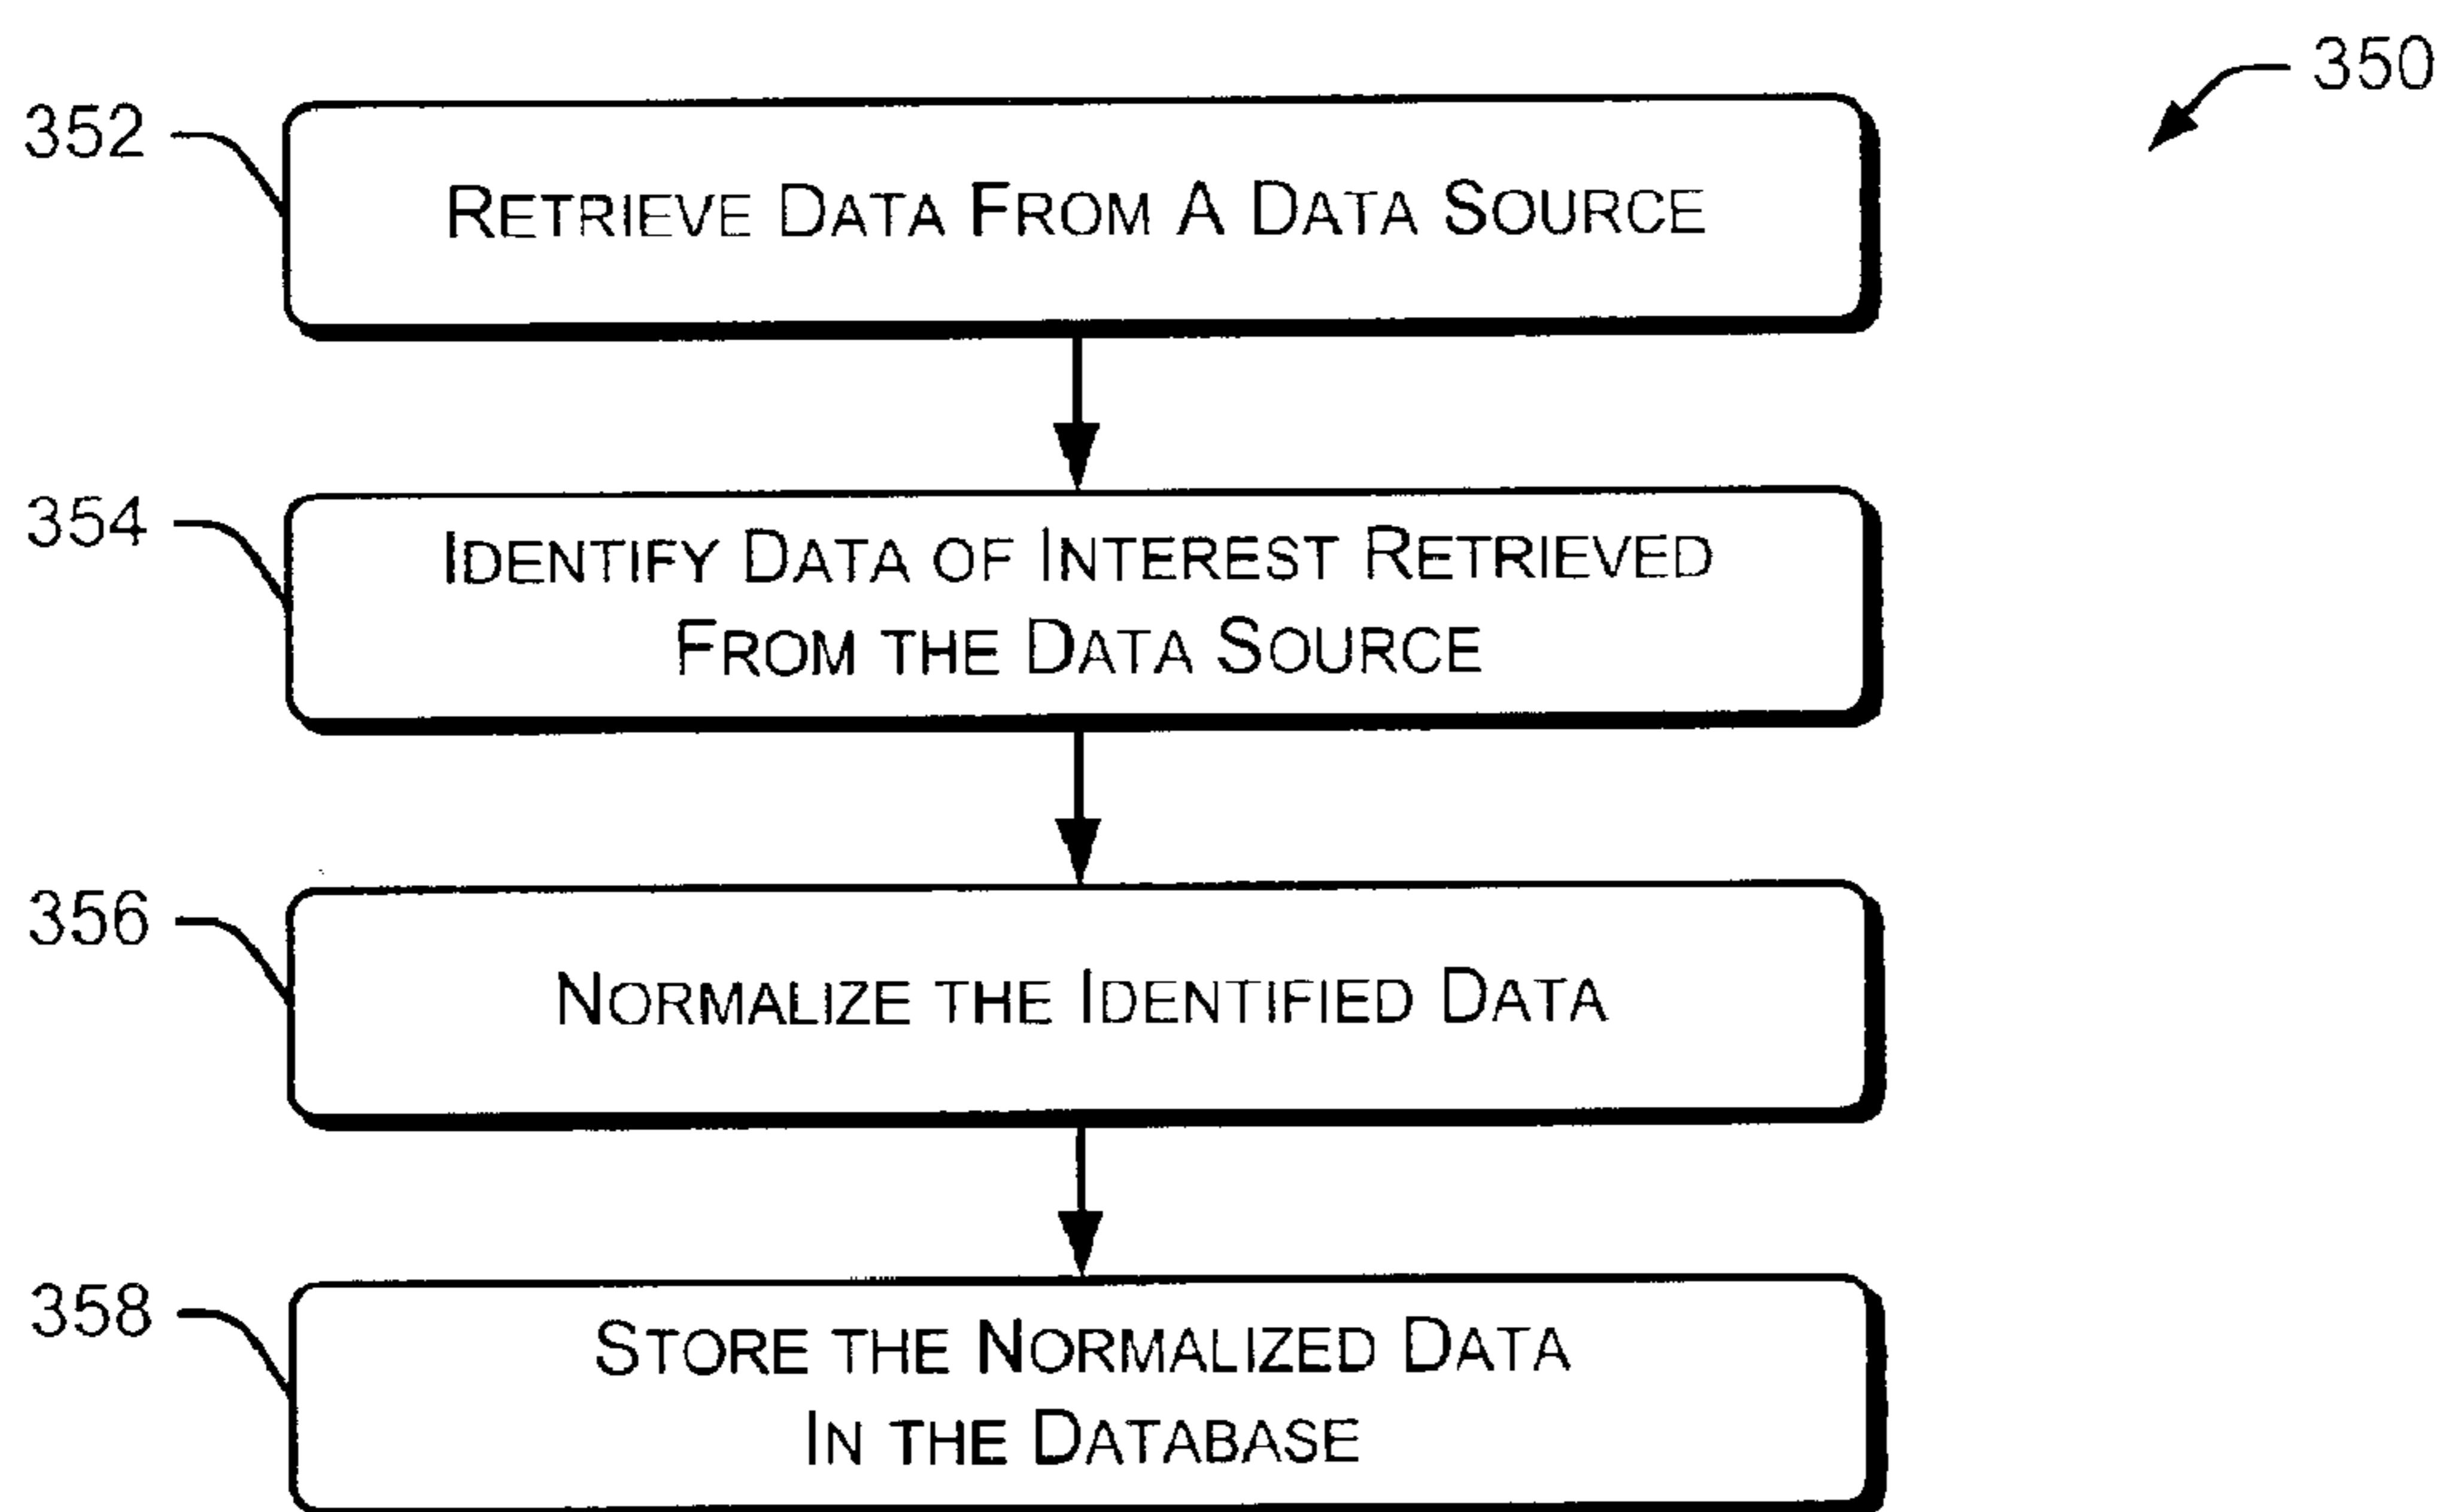 350
352
RETRIEVE DATA FROM A DATA SOURCE
354
IDENTIFY DATA OF INTEREST RETRIEVED
FROM THE DATA SOURCE
356
NORMALIZE THE IDENTIFIED DATA
358
STORE THE NORMALIZED DATA
IN THE DATABASE